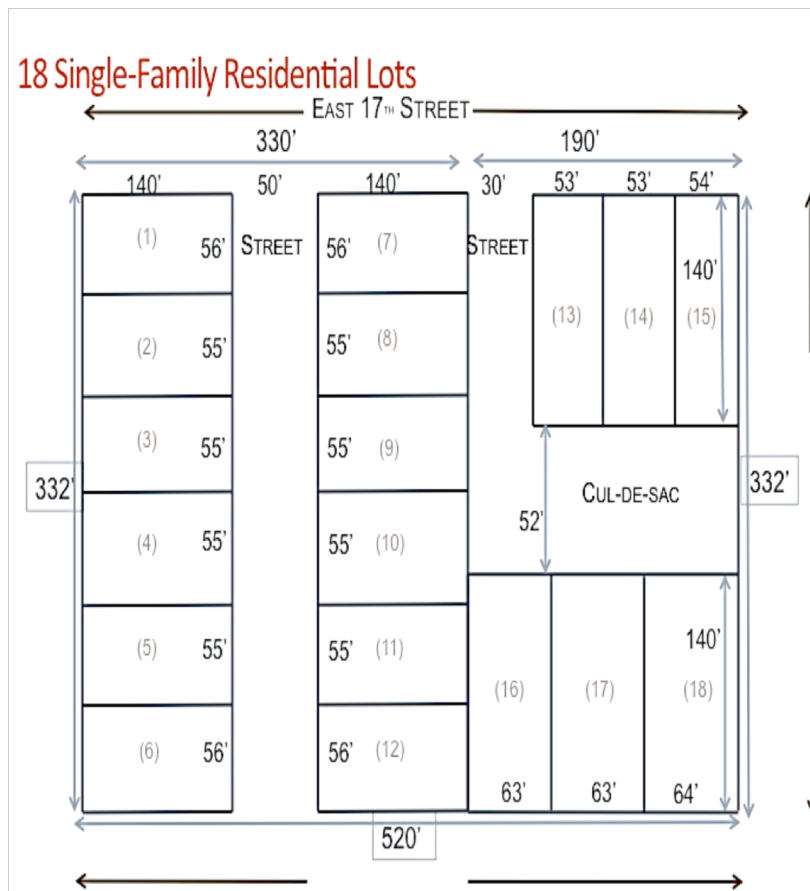 18 Single-Family Residential Lots
EAST 17TH STREET
330' 190'
140' 50' 140' 30' 53' 53' 54'
(1) 56' STREET 56' (7) STREET
140'
(2) 55' 55' (8) (13) (14) (15)
(3) 55' 55' (9)
332' CUL-DE-SAC 332'
52'
(4) 55' 55' (10)
(5) 55' 55' (11) 140'
(16) (17) (18)
(6) 56' 56' (12)
63' 63' 64'
520'